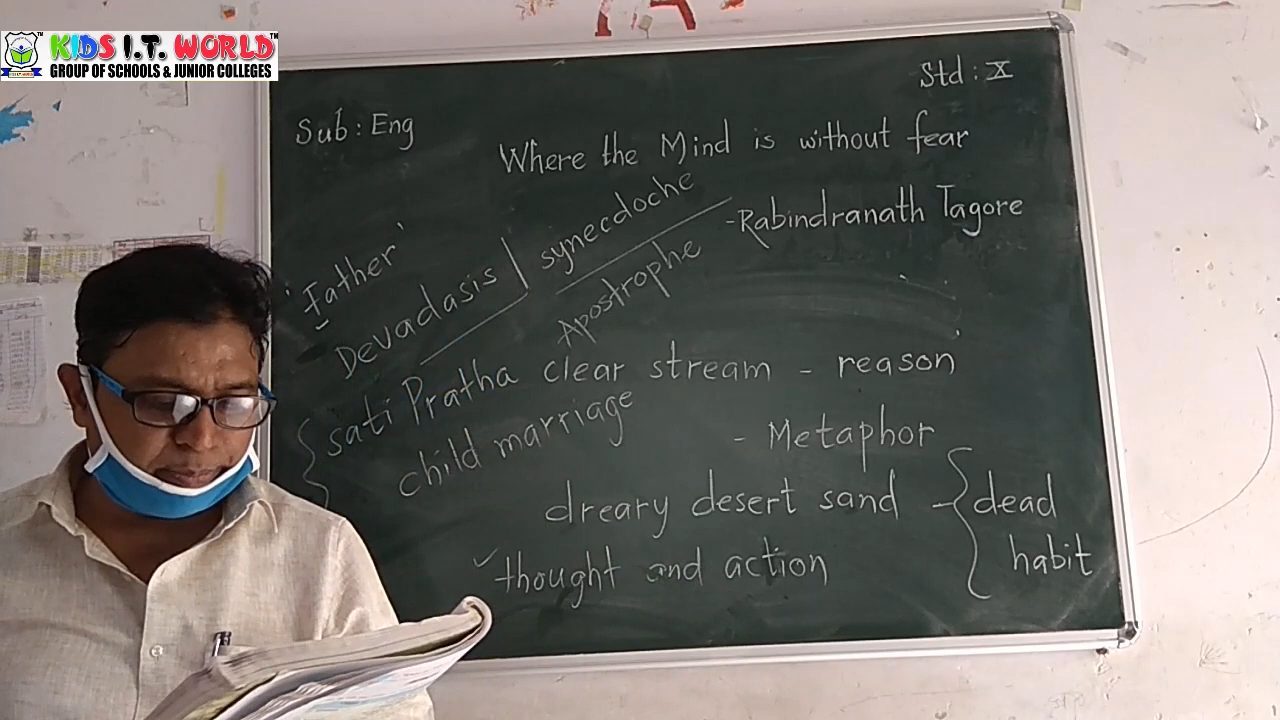 KIDS I.T. WORLD
GROUP OF SCHOOLS & JUNIOR COLLEGES
Std : X
Sub : Eng
Where the Mind is without fear
- Rabindranath Tagore
'Father'
Devadasis
synecdoche
Apostrophe
sati Pratha
child marriage
clear stream - reason
- Metaphor
dreary desert sand - dead
habit
thought and action